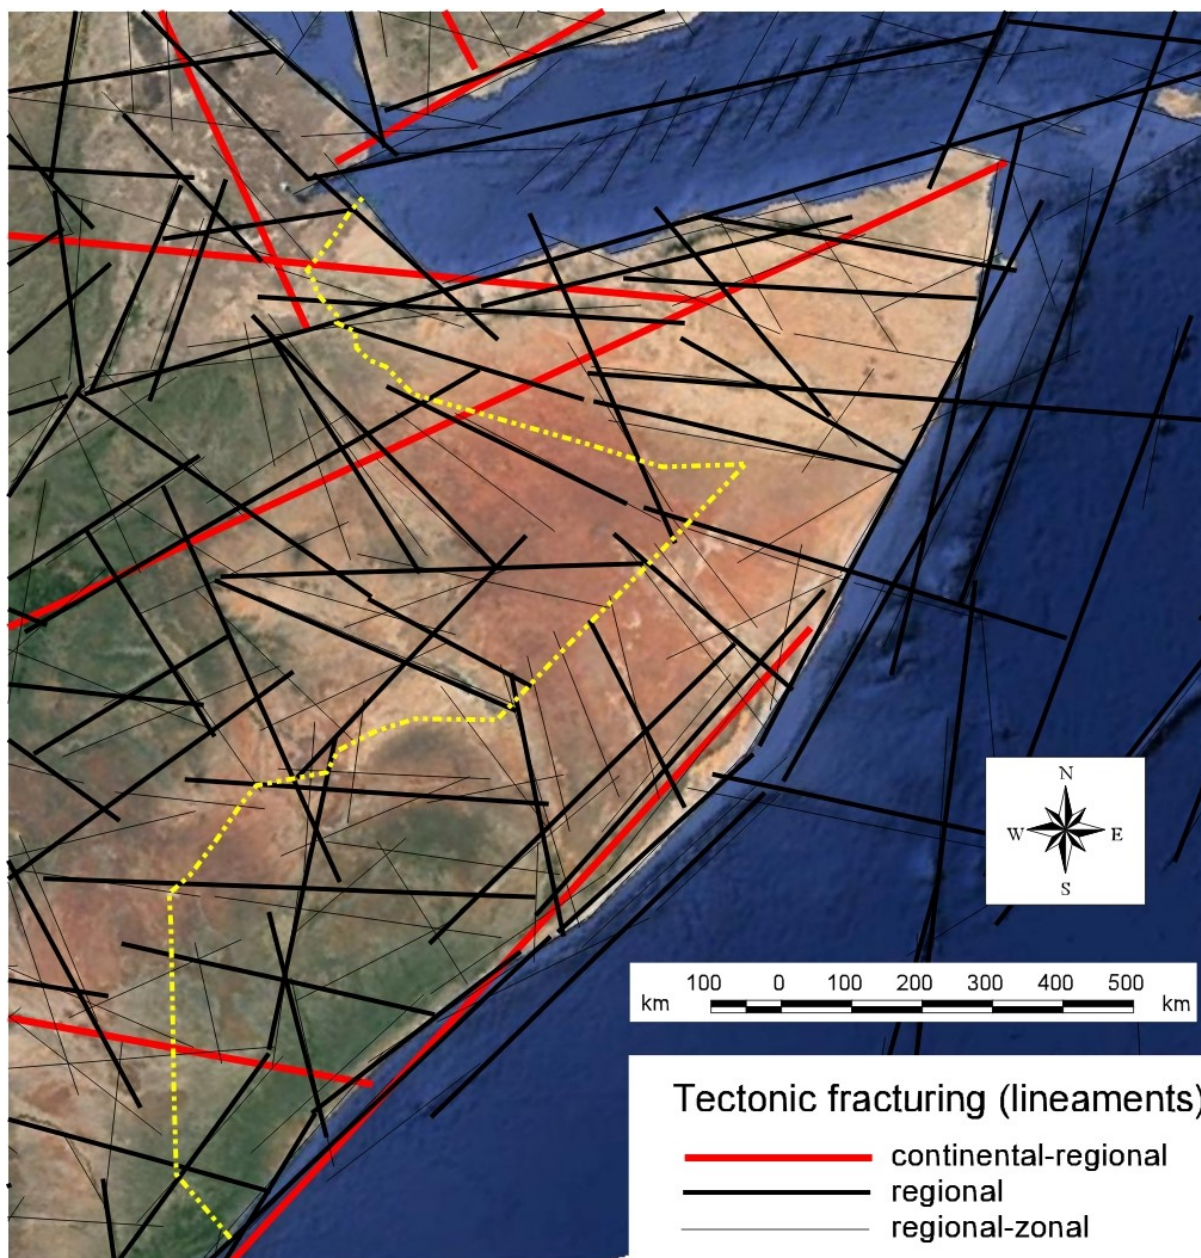 N
W E
S
100 0 100 200 300 400 500
km km
Tectonic fracturing (lineaments)
continental-regional
regional
regional-zonal